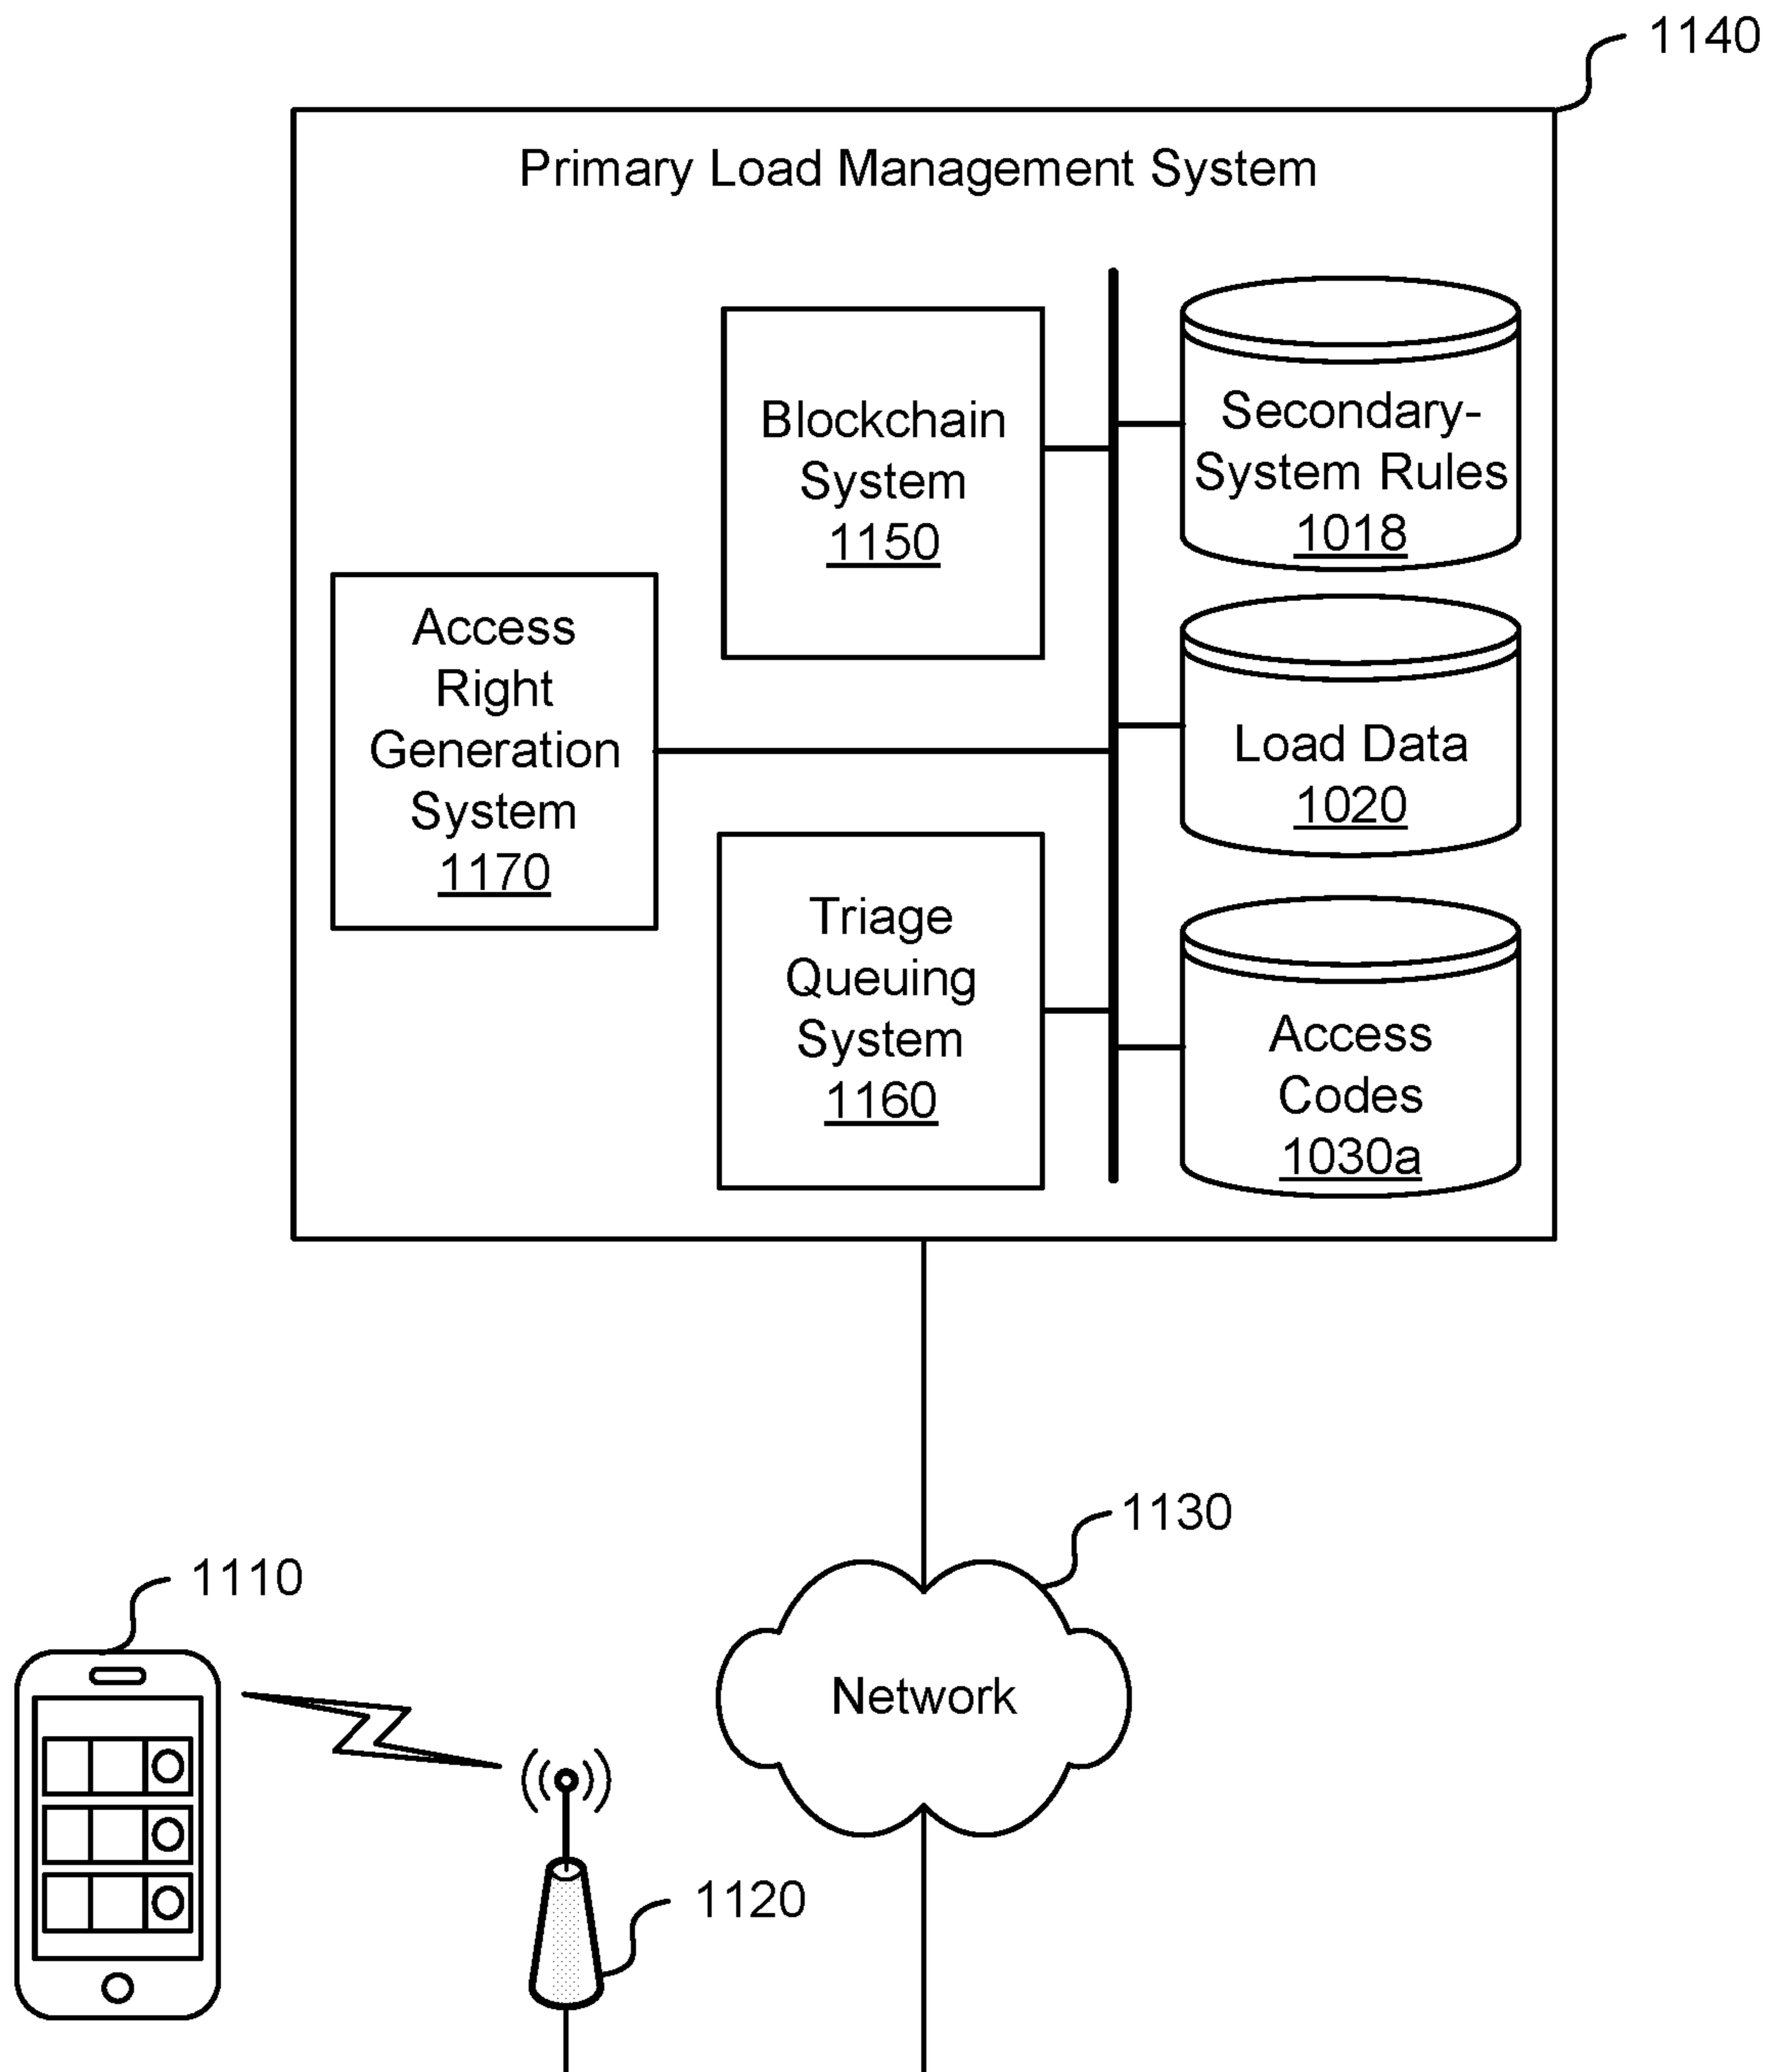 1140
Primary Load Management System
Blockchain
System
1150
Secondary-
System Rules
1018
Access
Right
Generation
System
1170
Load Data
1020
Triage
Queuing
System
1160
Access
Codes
1030a
1130
1110
Network
1120